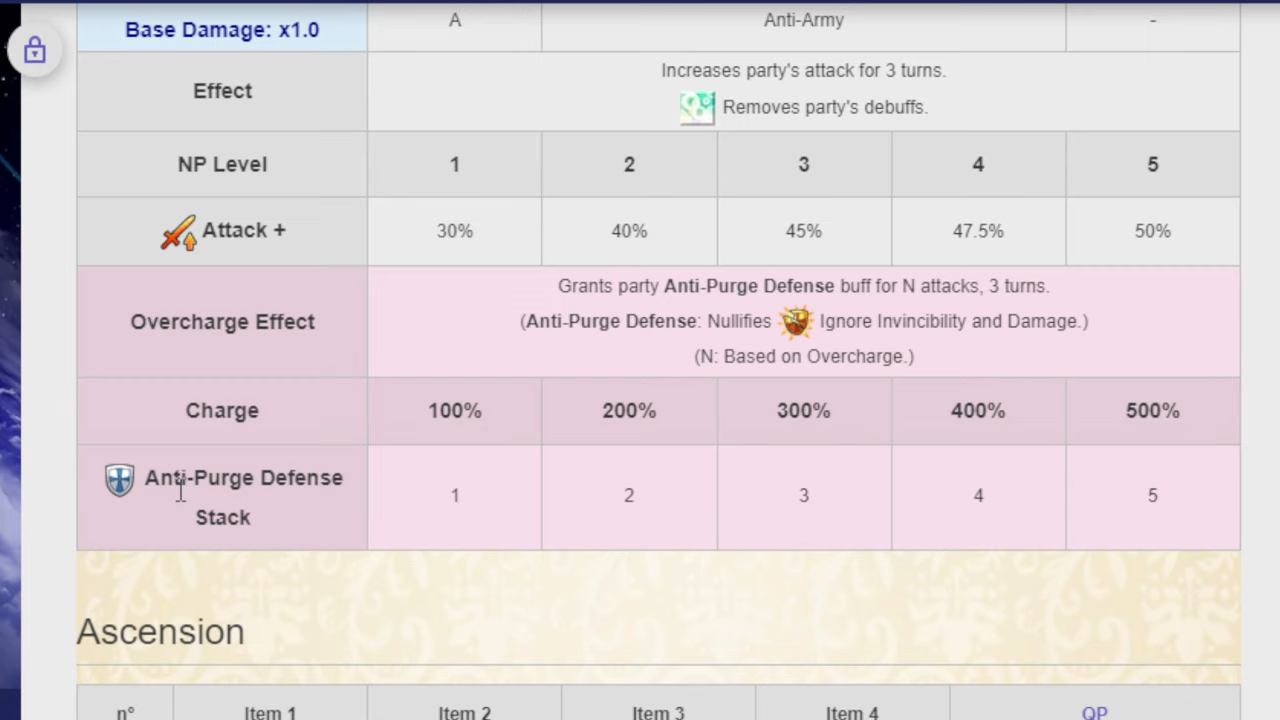 Base Damage: x1.0 A Anti-Army -
Effect
Increases party's attack for 3 turns.
Removes party's debuffs.
NP Level 1 2 3 4 5
Attack + 30% 40% 45% 47.5% 50%
Overcharge Effect
Grants party Anti-Purge Defense buff for N attacks, 3 turns.
(Anti-Purge Defense: Nullifies Ignore Invincibility and Damage.)
(N: Based on Overcharge.)
Charge 100% 200% 300% 400% 500%
Anti-Purge Defense
Stack
1 2 3 4 5
Ascension
n° Item 1 Item 2 Item 3 Item 4 QP